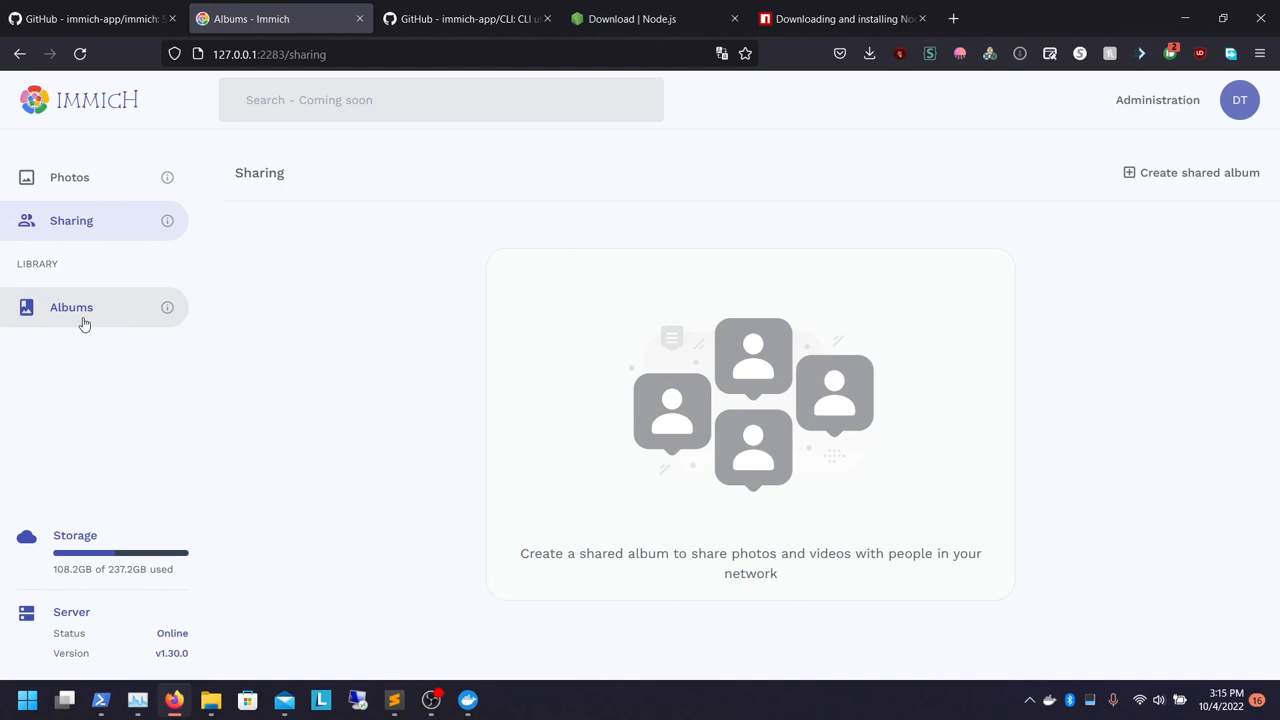 GitHub - immich-app/immich: S
Albums - Immich
GitHub - immich-app/CLI: CLI u
Download | Node.js
Downloading and installing No
127.0.0.1:2283/sharing
2
IMMICH
Search - Coming soon
Administration
DT
Photos
Sharing
LIBRARY
Albums
Sharing
Create shared album
Create a shared album to share photos and videos with people in your
network
Storage
108.2GB of 237.2GB used
Server
Status Online
Version v1.30.0
3:15 PM
10/4/2022
16